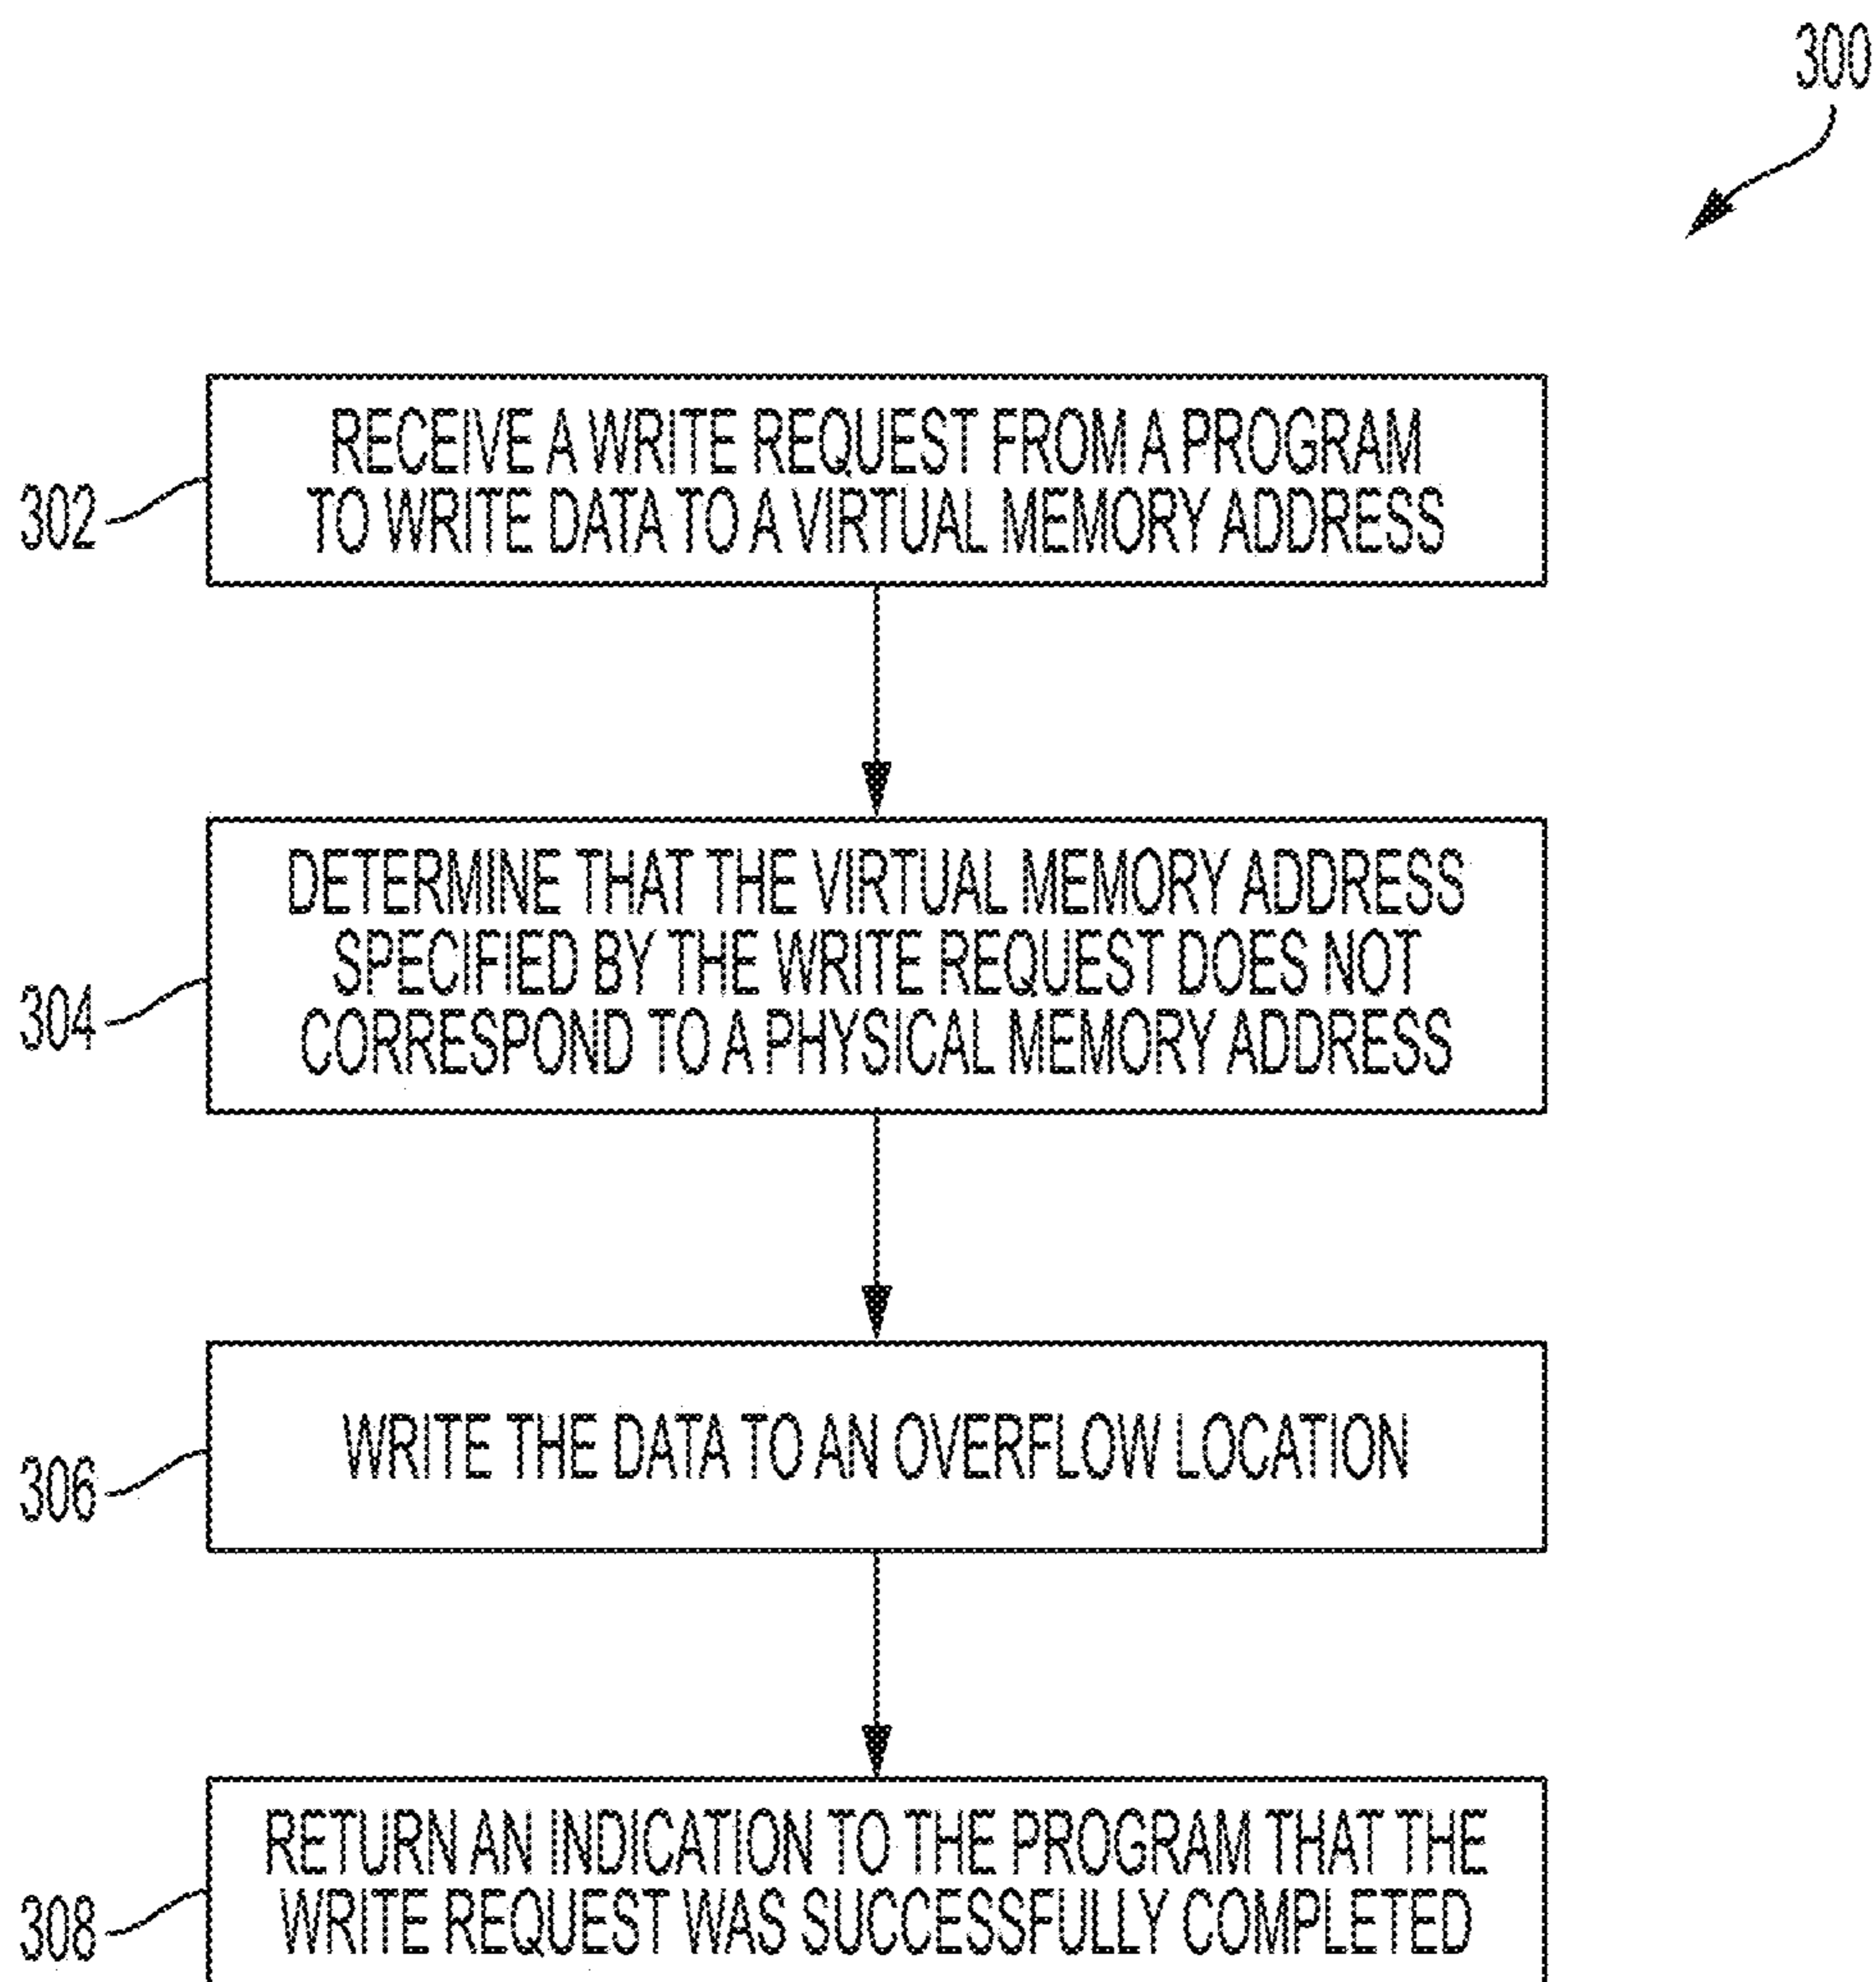 300
302
RECEIVE A WRITE REQUEST FROM A PROGRAM
TO WRITE DATA TO A VIRTUAL MEMORY ADDRESS
304
DETERMINE THAT THE VIRTUAL MEMORY ADDRESS
SPECIFIED BY THE WRITE REQUEST DOES NOT
CORRESPOND TO A PHYSICAL MEMORY ADDRESS
306
WRITE THE DATA TO AN OVERFLOW LOCATION
308
RETURN AN INDICATION TO THE PROGRAM THAT THE
WRITE REQUEST WAS SUCCESSFULLY COMPLETED